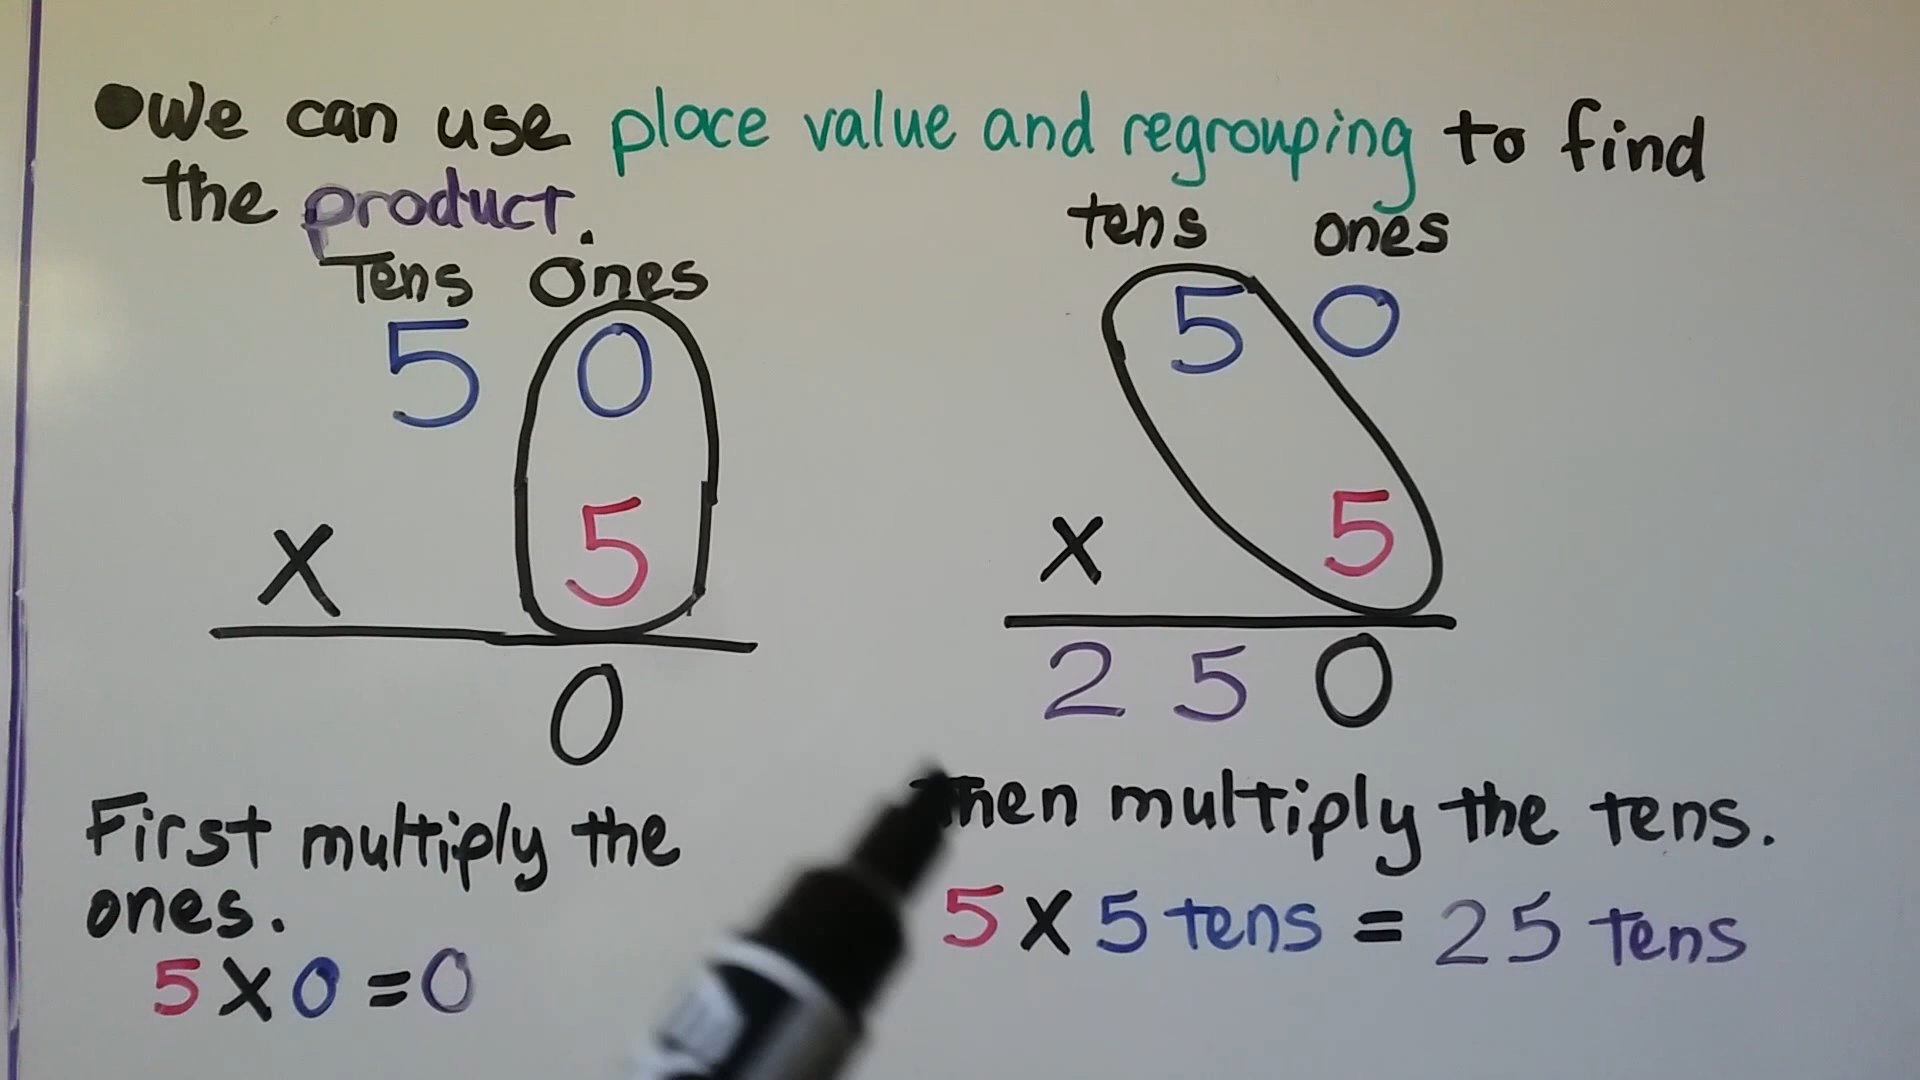 ●We can use place value and regrouping to find
the product.
Tens Ones
5 0
x 5
0
First multiply the
ones.
5 x 0 = 0
tens ones
5 0
x 5
2 5 0
Then multiply the tens.
5 x 5 tens = 25 tens